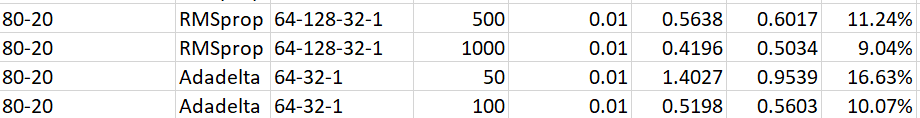 80-20 RMSprop 64-128-32-1 500 0.01 0.5638 0.6017 11.24%
80-20 RMSprop 64-128-32-1 1000 0.01 0.4196 0.5034 9.04%
80-20 Adadelta 64-32-1 50 0.01 1.4027 0.9539 16.63%
80-20 Adadelta 64-32-1 100 0.01 0.5198 0.5603 10.07%